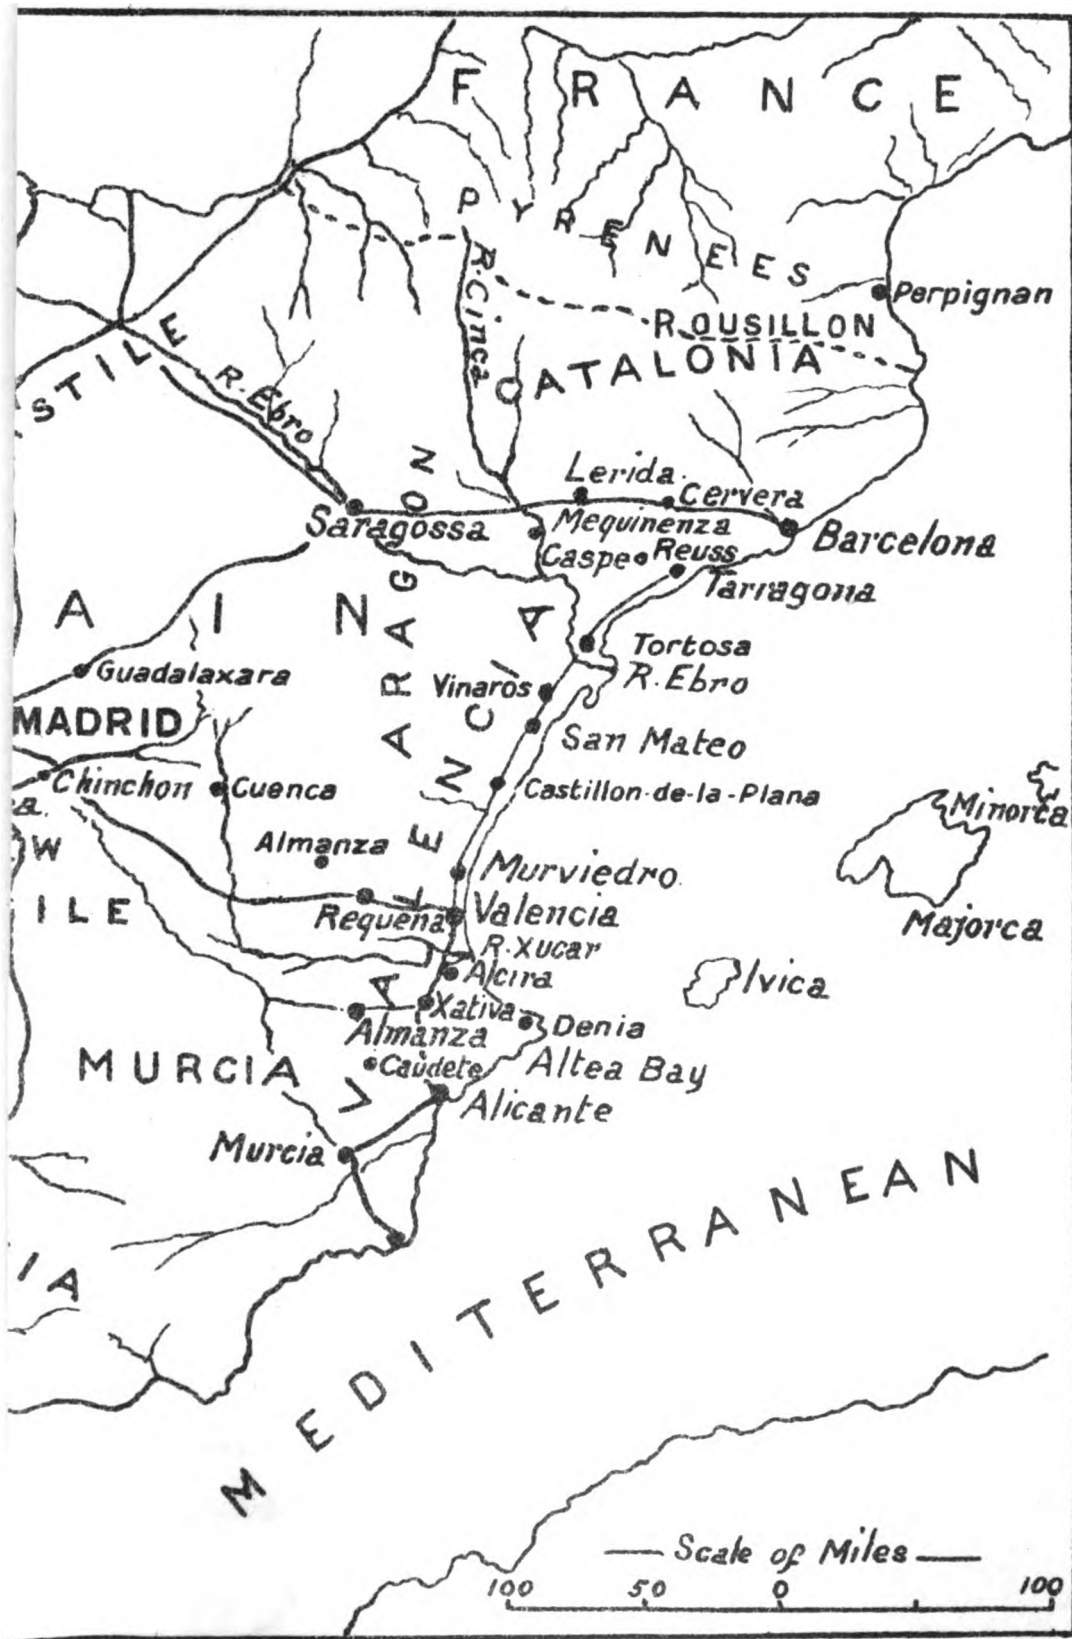 FRANCE
PYRENEES
R. Cinca
Perpignan
ROUSILLON
CATALONIA
STILE
R. Ebro
ARAGON
Lerida
Cervera
Saragossa
Mequinenza
Barcelona
Caspe
Reuss
Tarragona
AIN
VALENCIA
Tortosa
Guadalaxara
Vinaros
R. Ebro
MADRID
San Mateo
Chinchon
Cuenca
Castillon-de-la-Plana
Minorca
a.
W
Almanza
Murviedro
ILE
Requena
Valencia
Majorca
R. Xucar
Alcira
Ivica
Xativa
Almanza
Denia
MURCIA
Caudete
Altea Bay
Alicante
Murcia
IA
MEDITERRANEAN
Scale of Miles
100 50 0 100